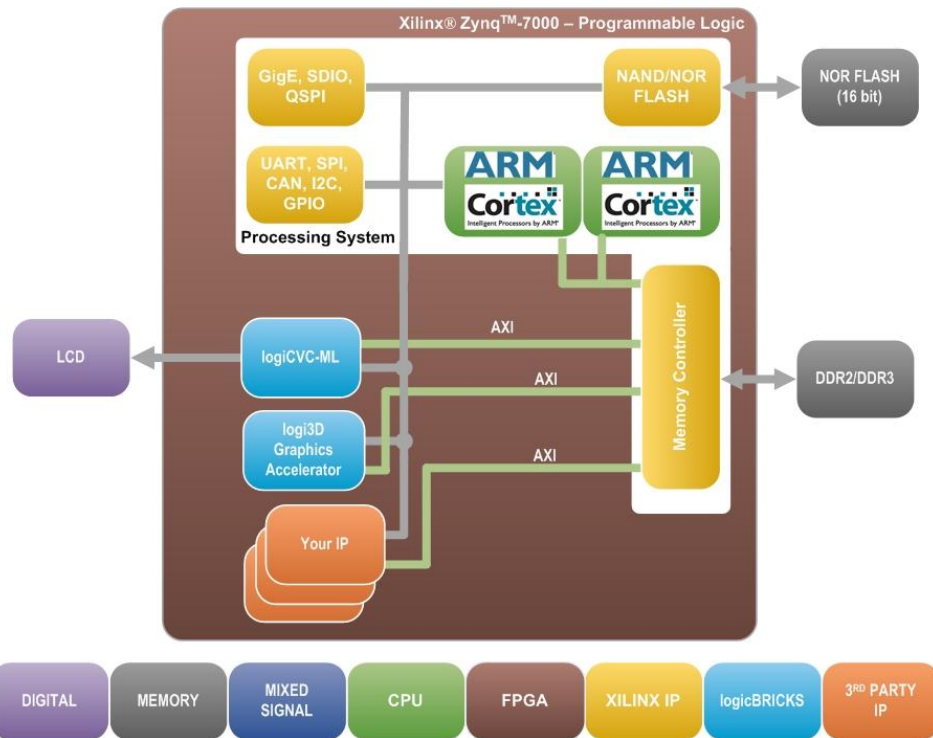 Xilinx® Zynq™-7000 – Programmable Logic
GigE, SDIO,
QSPI
NAND/NOR
FLASH
NOR FLASH
(16 bit)
UART, SPI,
CAN, I2C,
GPIO
ARM
Cortex
Intelligent Processors by ARM®
ARM
Cortex
Intelligent Processors by ARM®
Processing System
LCD
logiCVC-ML
AXI
Memory Controller
DDR2/DDR3
AXI
logi3D
Graphics
Accelerator
AXI
Your IP
DIGITAL
MEMORY
MIXED
SIGNAL
CPU
FPGA
XILINX IP
logicBRICKS
3RD PARTY
IP